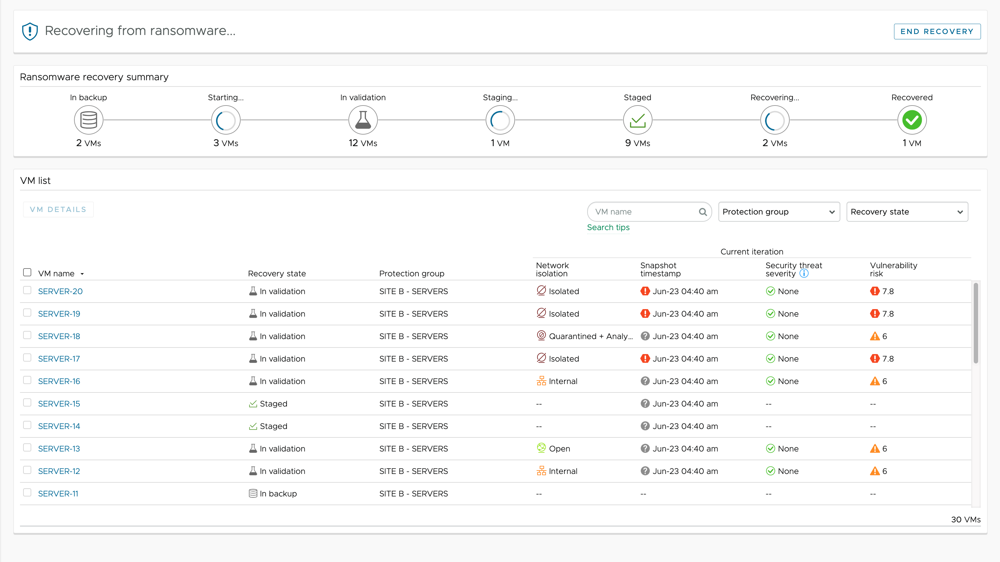 Recovering from ransomware...
END RECOVERY
Ransomware recovery summary
In backup Starting... In validation Staging... Staged Recovering... Recovered
2 VMs 3 VMs 12 VMs 1 VM 9 VMs 2 VMs 1 VM
VM list
VM DETAILS
VM name Protection group Recovery state
Search tips
Current iteration
VM name Recovery state Protection group Network isolation Snapshot timestamp Security threat severity Vulnerability risk
SERVER-20 In validation SITE B - SERVERS Isolated Jun-23 04:40 am None 7.8
SERVER-19 In validation SITE B - SERVERS Isolated Jun-23 04:40 am None 7.8
SERVER-18 In validation SITE B - SERVERS Quarantined + Analy... Jun-23 04:40 am None 6
SERVER-17 In validation SITE B - SERVERS Isolated Jun-23 04:40 am None 7.8
SERVER-16 In validation SITE B - SERVERS Internal Jun-23 04:40 am None 6
SERVER-15 Staged SITE B - SERVERS -- Jun-23 04:40 am -- --
SERVER-14 Staged SITE B - SERVERS -- Jun-23 04:40 am -- --
SERVER-13 In validation SITE B - SERVERS Open Jun-23 04:40 am None 6
SERVER-12 In validation SITE B - SERVERS Internal Jun-23 04:40 am None 6
SERVER-11 In backup SITE B - SERVERS -- -- -- --
30 VMs